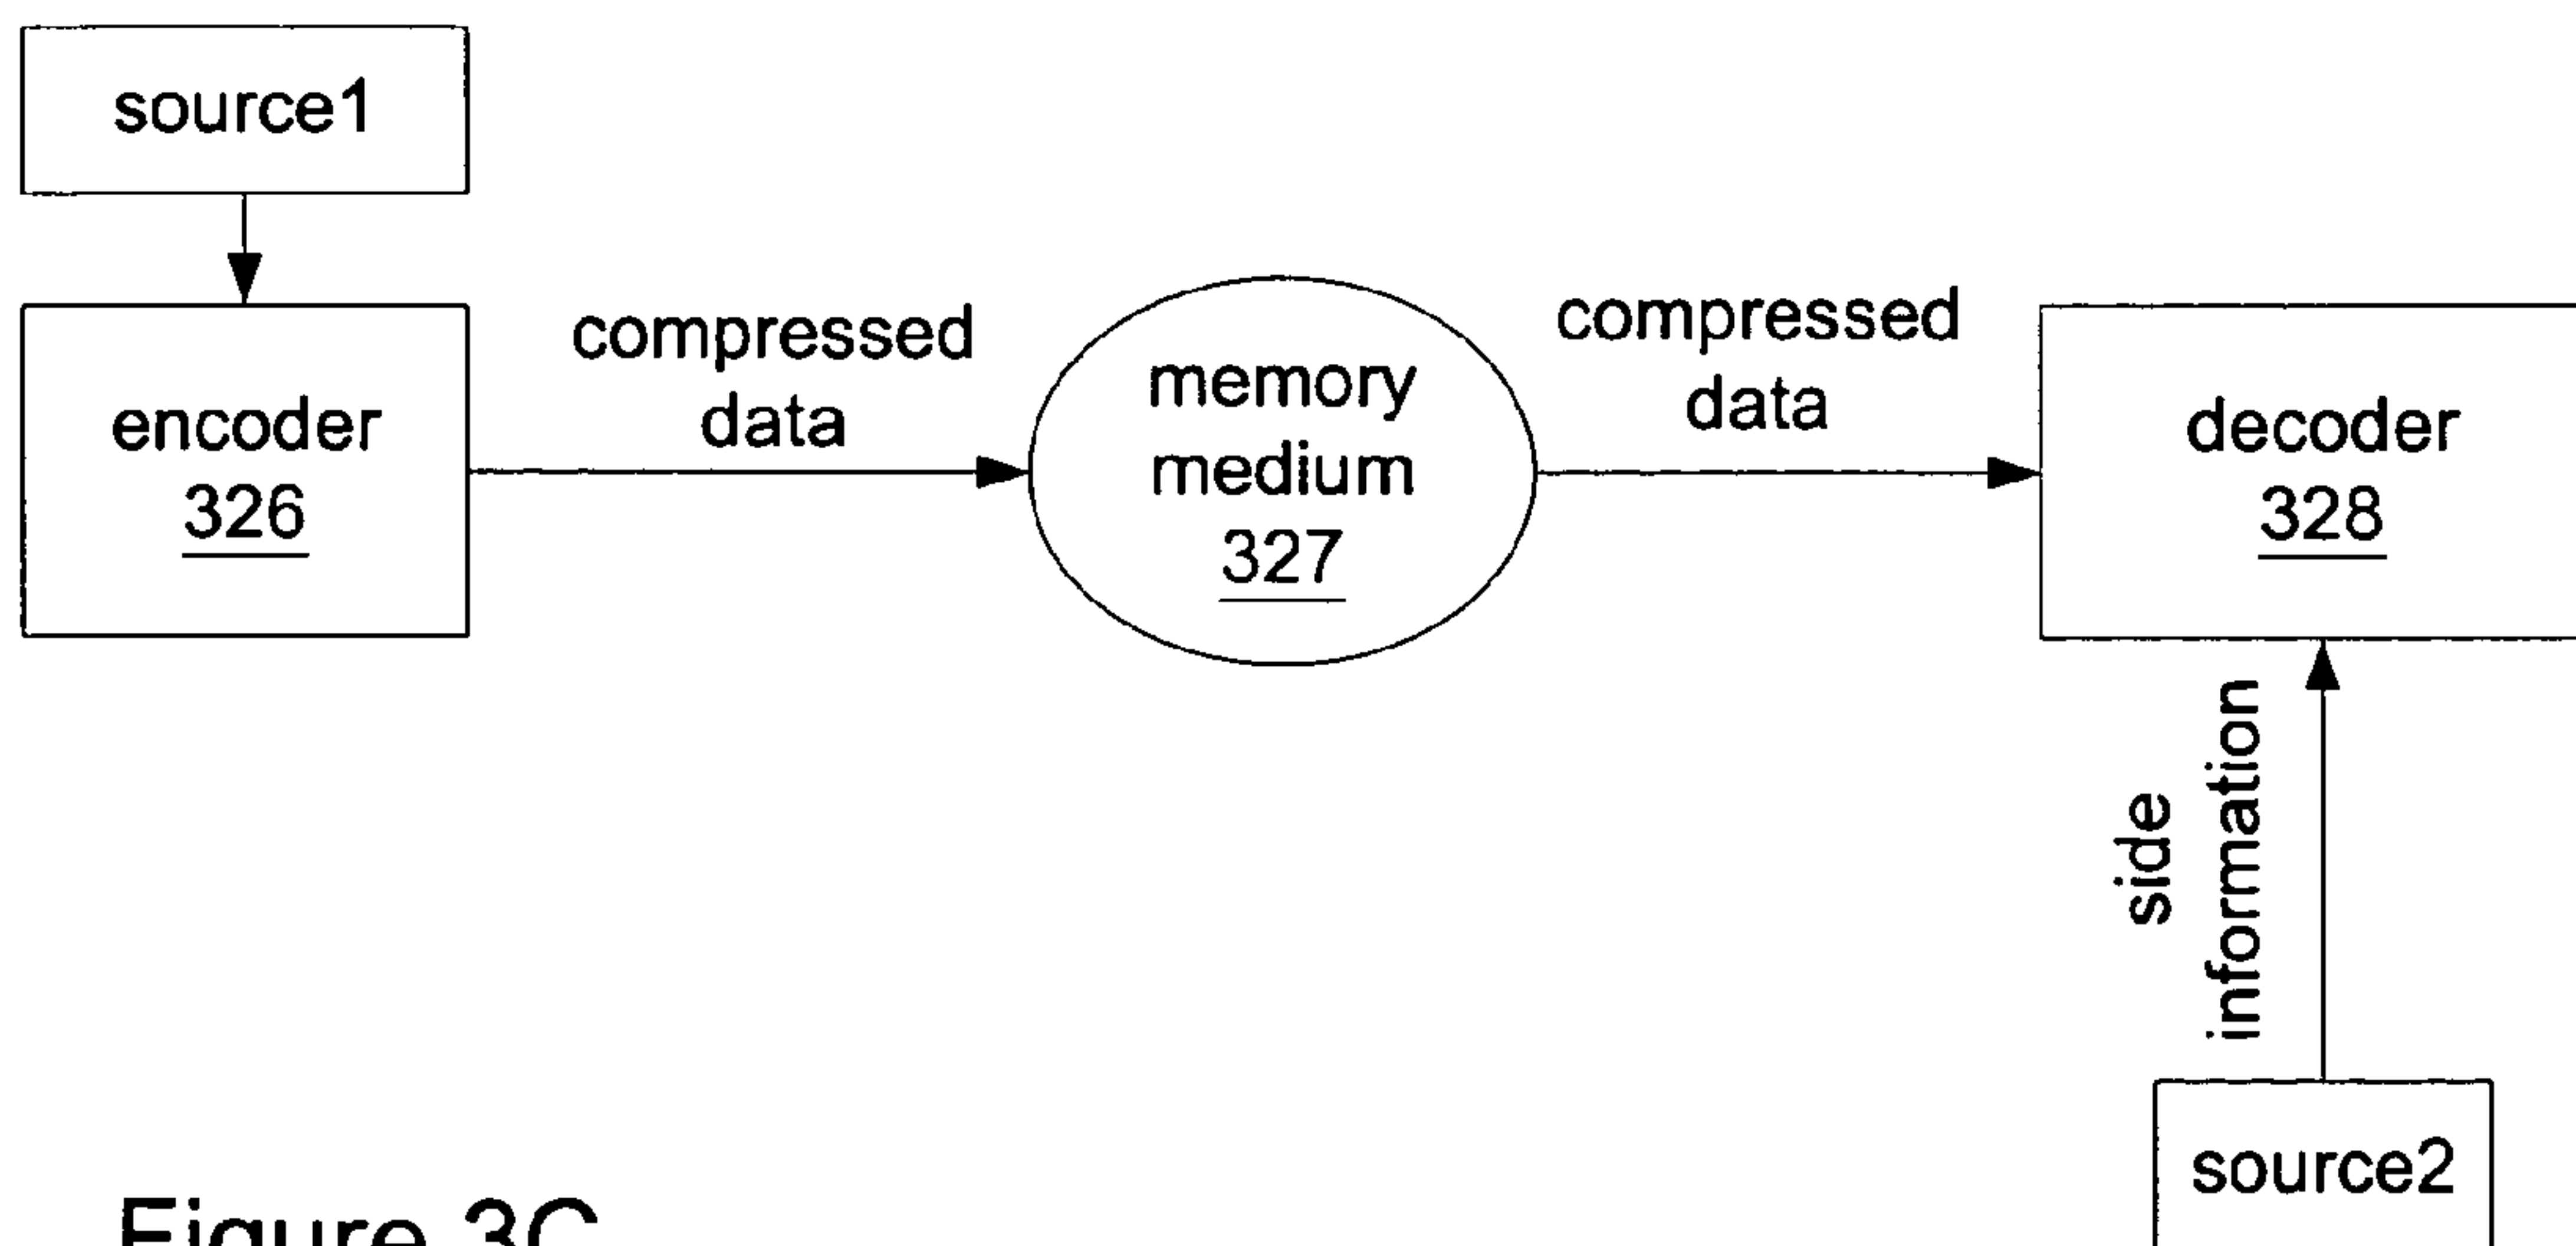 source1
encoder
326
compressed
data
memory
medium
327
compressed
data
decoder
328
side
information
source2
Figure 3C